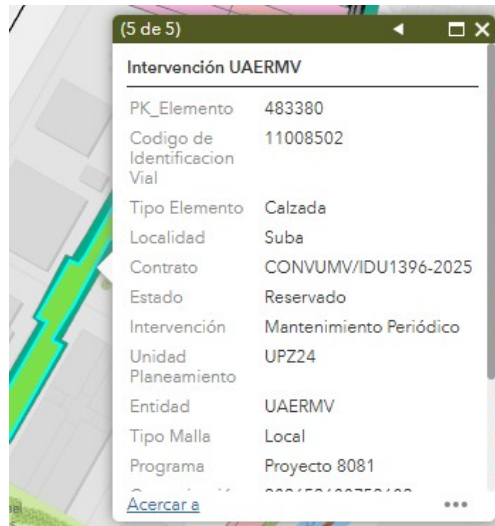 (5 de 5)
Intervención UAERMV
PK_Elemento 483380
Codigo de 11008502
Identificacion
Vial
Tipo Elemento Calzada
Localidad Suba
Contrato CONVUMV/IDU1396-2025
Estado Reservado
Intervención Mantenimiento Periódico
Unidad UPZ24
Planeamiento
Entidad UAERMV
Tipo Malla Local
Programa Proyecto 8081
Acercar a